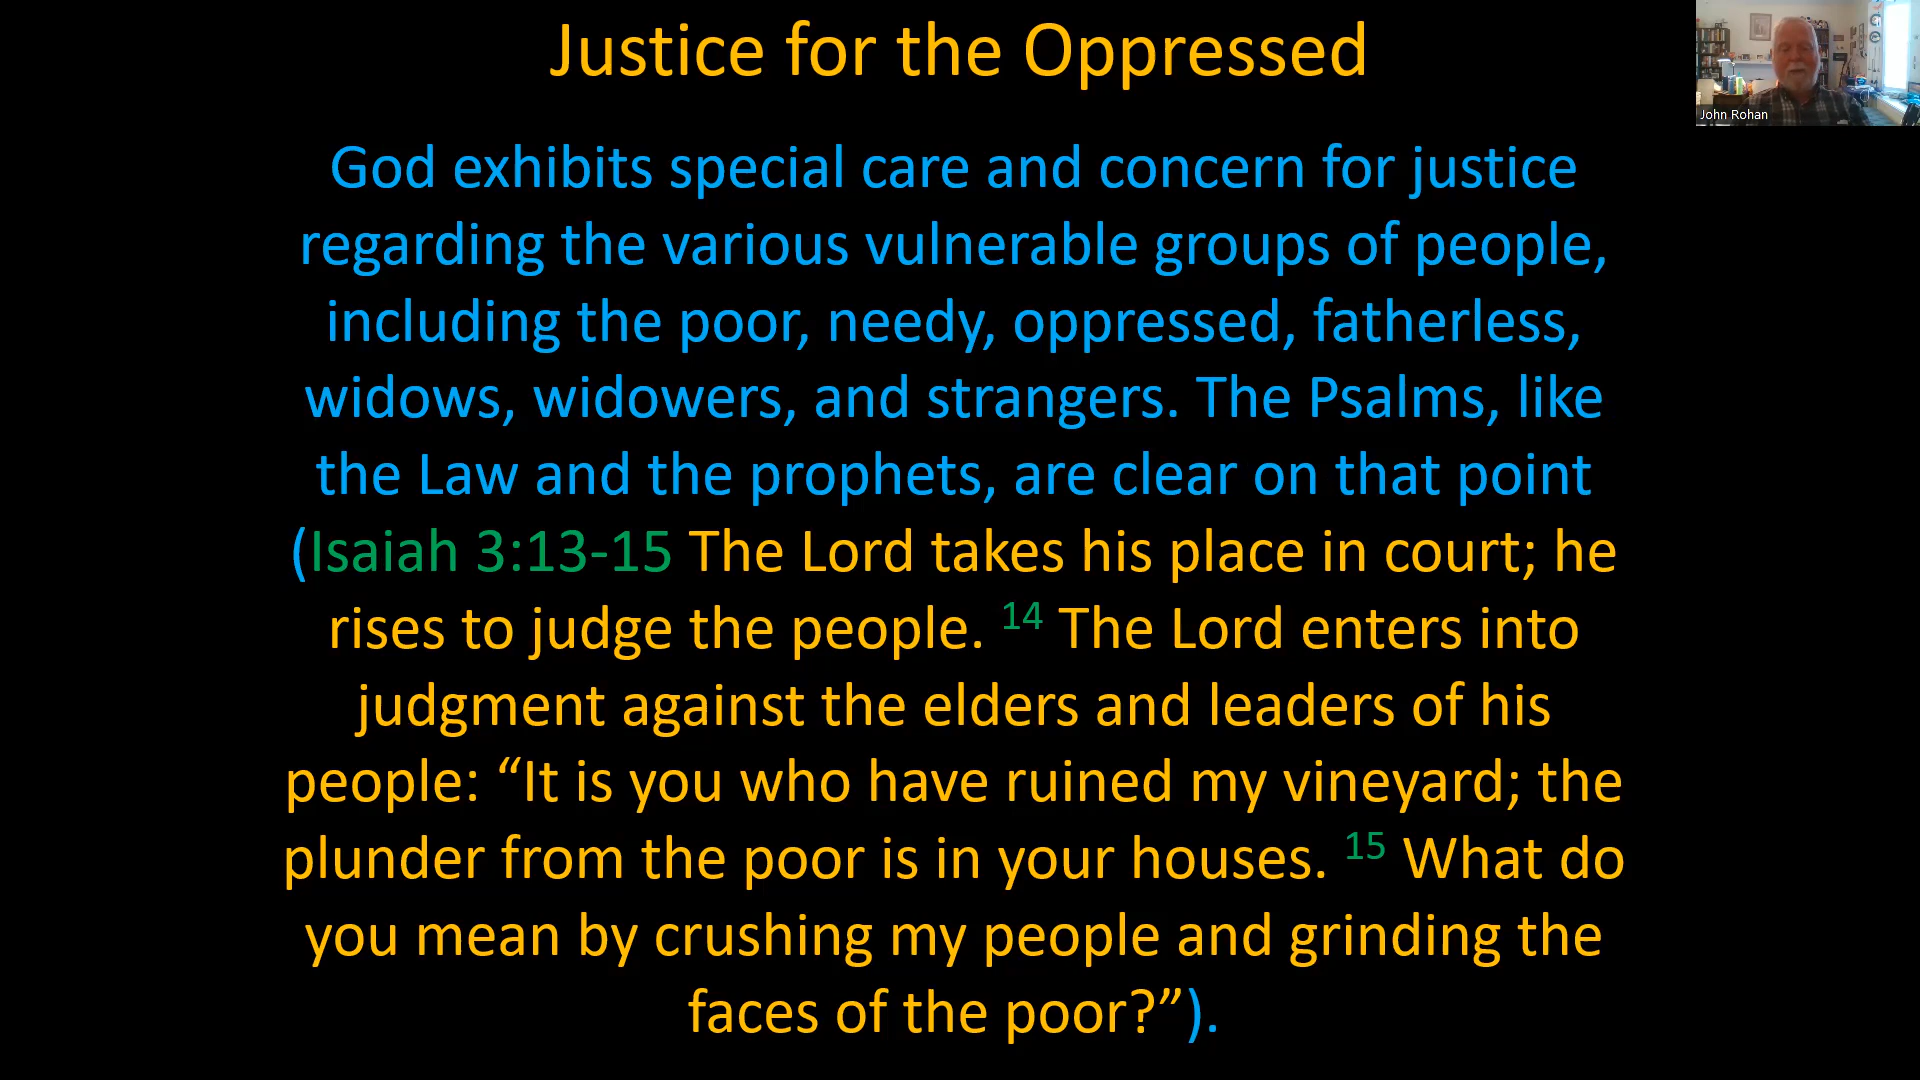 Justice for the Oppressed
John Rohan
God exhibits special care and concern for justice
regarding the various vulnerable groups of people,
including the poor, needy, oppressed, fatherless,
widows, widowers, and strangers. The Psalms, like
the Law and the prophets, are clear on that point
(Isaiah 3:13-15 The Lord takes his place in court; he
rises to judge the people. 14 The Lord enters into
judgment against the elders and leaders of his
people: “It is you who have ruined my vineyard; the
plunder from the poor is in your houses. 15 What do
you mean by crushing my people and grinding the
faces of the poor?”).